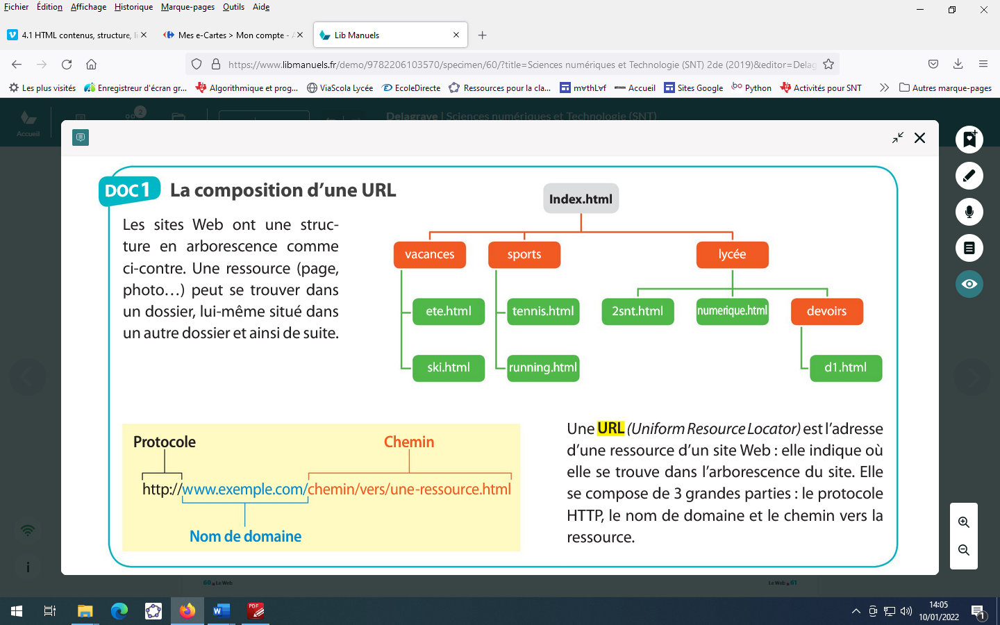 Fichier Édition Affichage Historique Marque-pages Outils Aide
4.1 HTML contenus, structure, li
Mes e-Cartes > Mon compte -
Lib Manuels
https://www.libmanuels.fr/demo/9782206103570/specimen/60/?title=Sciences numériques et Technologie (SNT) 2de (2019)&editor=Delag
Les plus visités Enregistreur d'écran gr... Algorithmique et prog... ViaScola Lycée EcoleDirecte Ressources pour la cla... m∀thL∀f Accueil Sites Google Python Activités pour SNT Autres marque-pages
Accueil
2
Delagrave | Sciences numériques et Technologie (SNT)
DOC 1 La composition d'une URL
Les sites Web ont une struc-
ture en arborescence comme
ci-contre. Une ressource (page,
photo…) peut se trouver dans
un dossier, lui-même situé dans
un autre dossier et ainsi de suite.
Index.html
vacances sports lycée
ete.html tennis.html 2snt.html numerique.html devoirs
ski.html running.html d1.html
Protocole Chemin
http://www.exemple.com/chemin/vers/une-ressource.html
Nom de domaine
Une URL (Uniform Resource Locator) est l'adresse
d'une ressource d'un site Web : elle indique où
elle se trouve dans l'arborescence du site. Elle
se compose de 3 grandes parties : le protocole
HTTP, le nom de domaine et le chemin vers la
ressource.
60 Le Web Le Web 61
PDF
14:05
10/01/2022
1